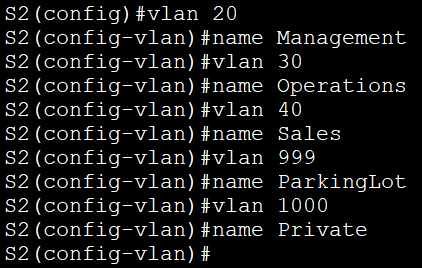 S2(config)#vlan 20
S2(config-vlan)#name Management
S2(config-vlan)#vlan 30
S2(config-vlan)#name Operations
S2(config-vlan)#vlan 40
S2(config-vlan)#name Sales
S2(config-vlan)#vlan 999
S2(config-vlan)#name ParkingLot
S2(config-vlan)#vlan 1000
S2(config-vlan)#name Private
S2(config-vlan)#